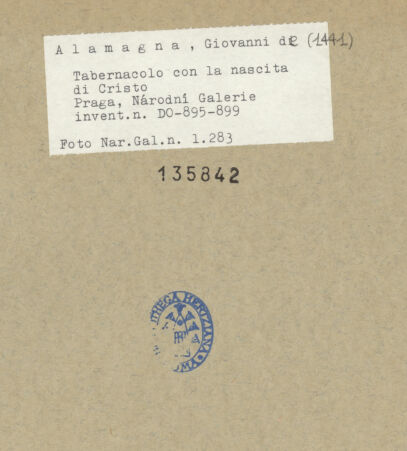 A l a m a g n a , Giovanni de (1441)
Tabernacolo con la nascita
di Cristo
Praga, Národní Galerie
invent.n. DO-895-899
Foto Nar.Gal.n. 1.283
135842
HERTZIANA